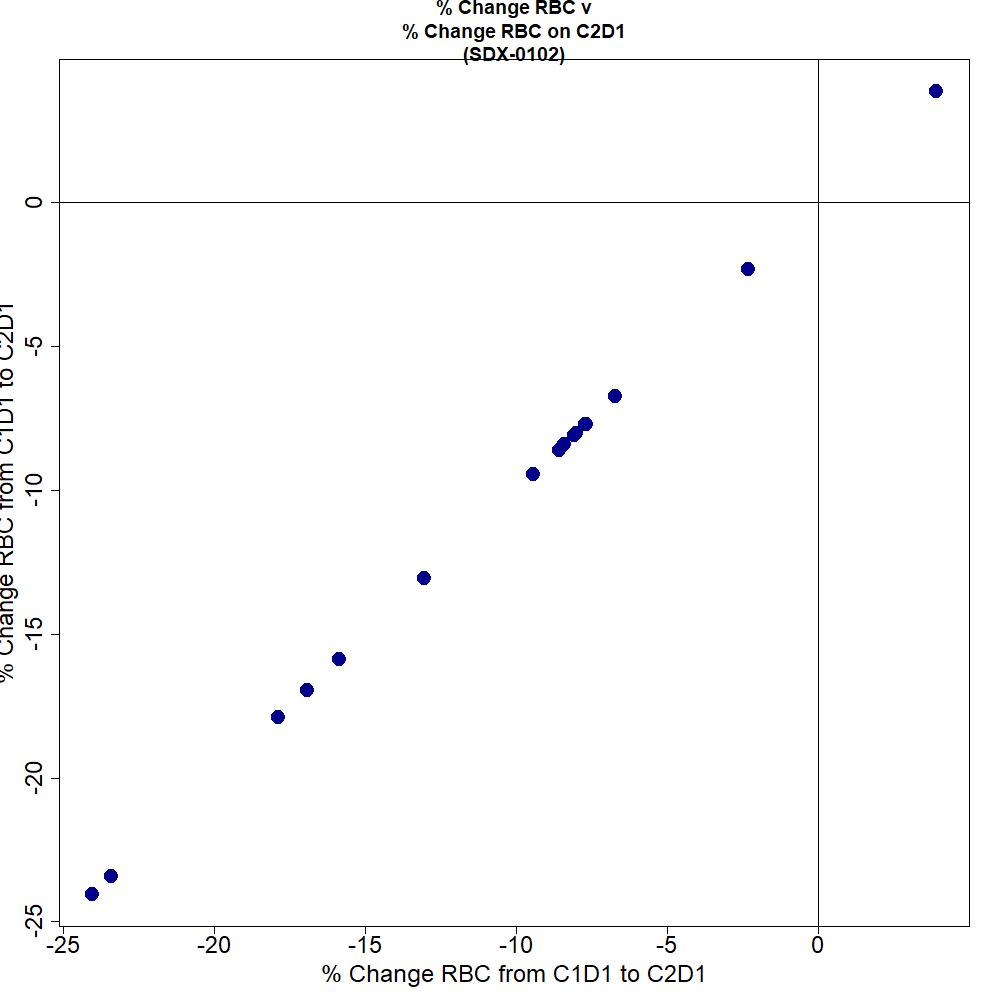 % Change RBC v
% Change RBC on C2D1
(SDX-0102)
% Change RBC from C1D1 to C2D1
0
-5
-10
-15
-20
-25
-25
-20
-15
-10
-5
0
% Change RBC from C1D1 to C2D1